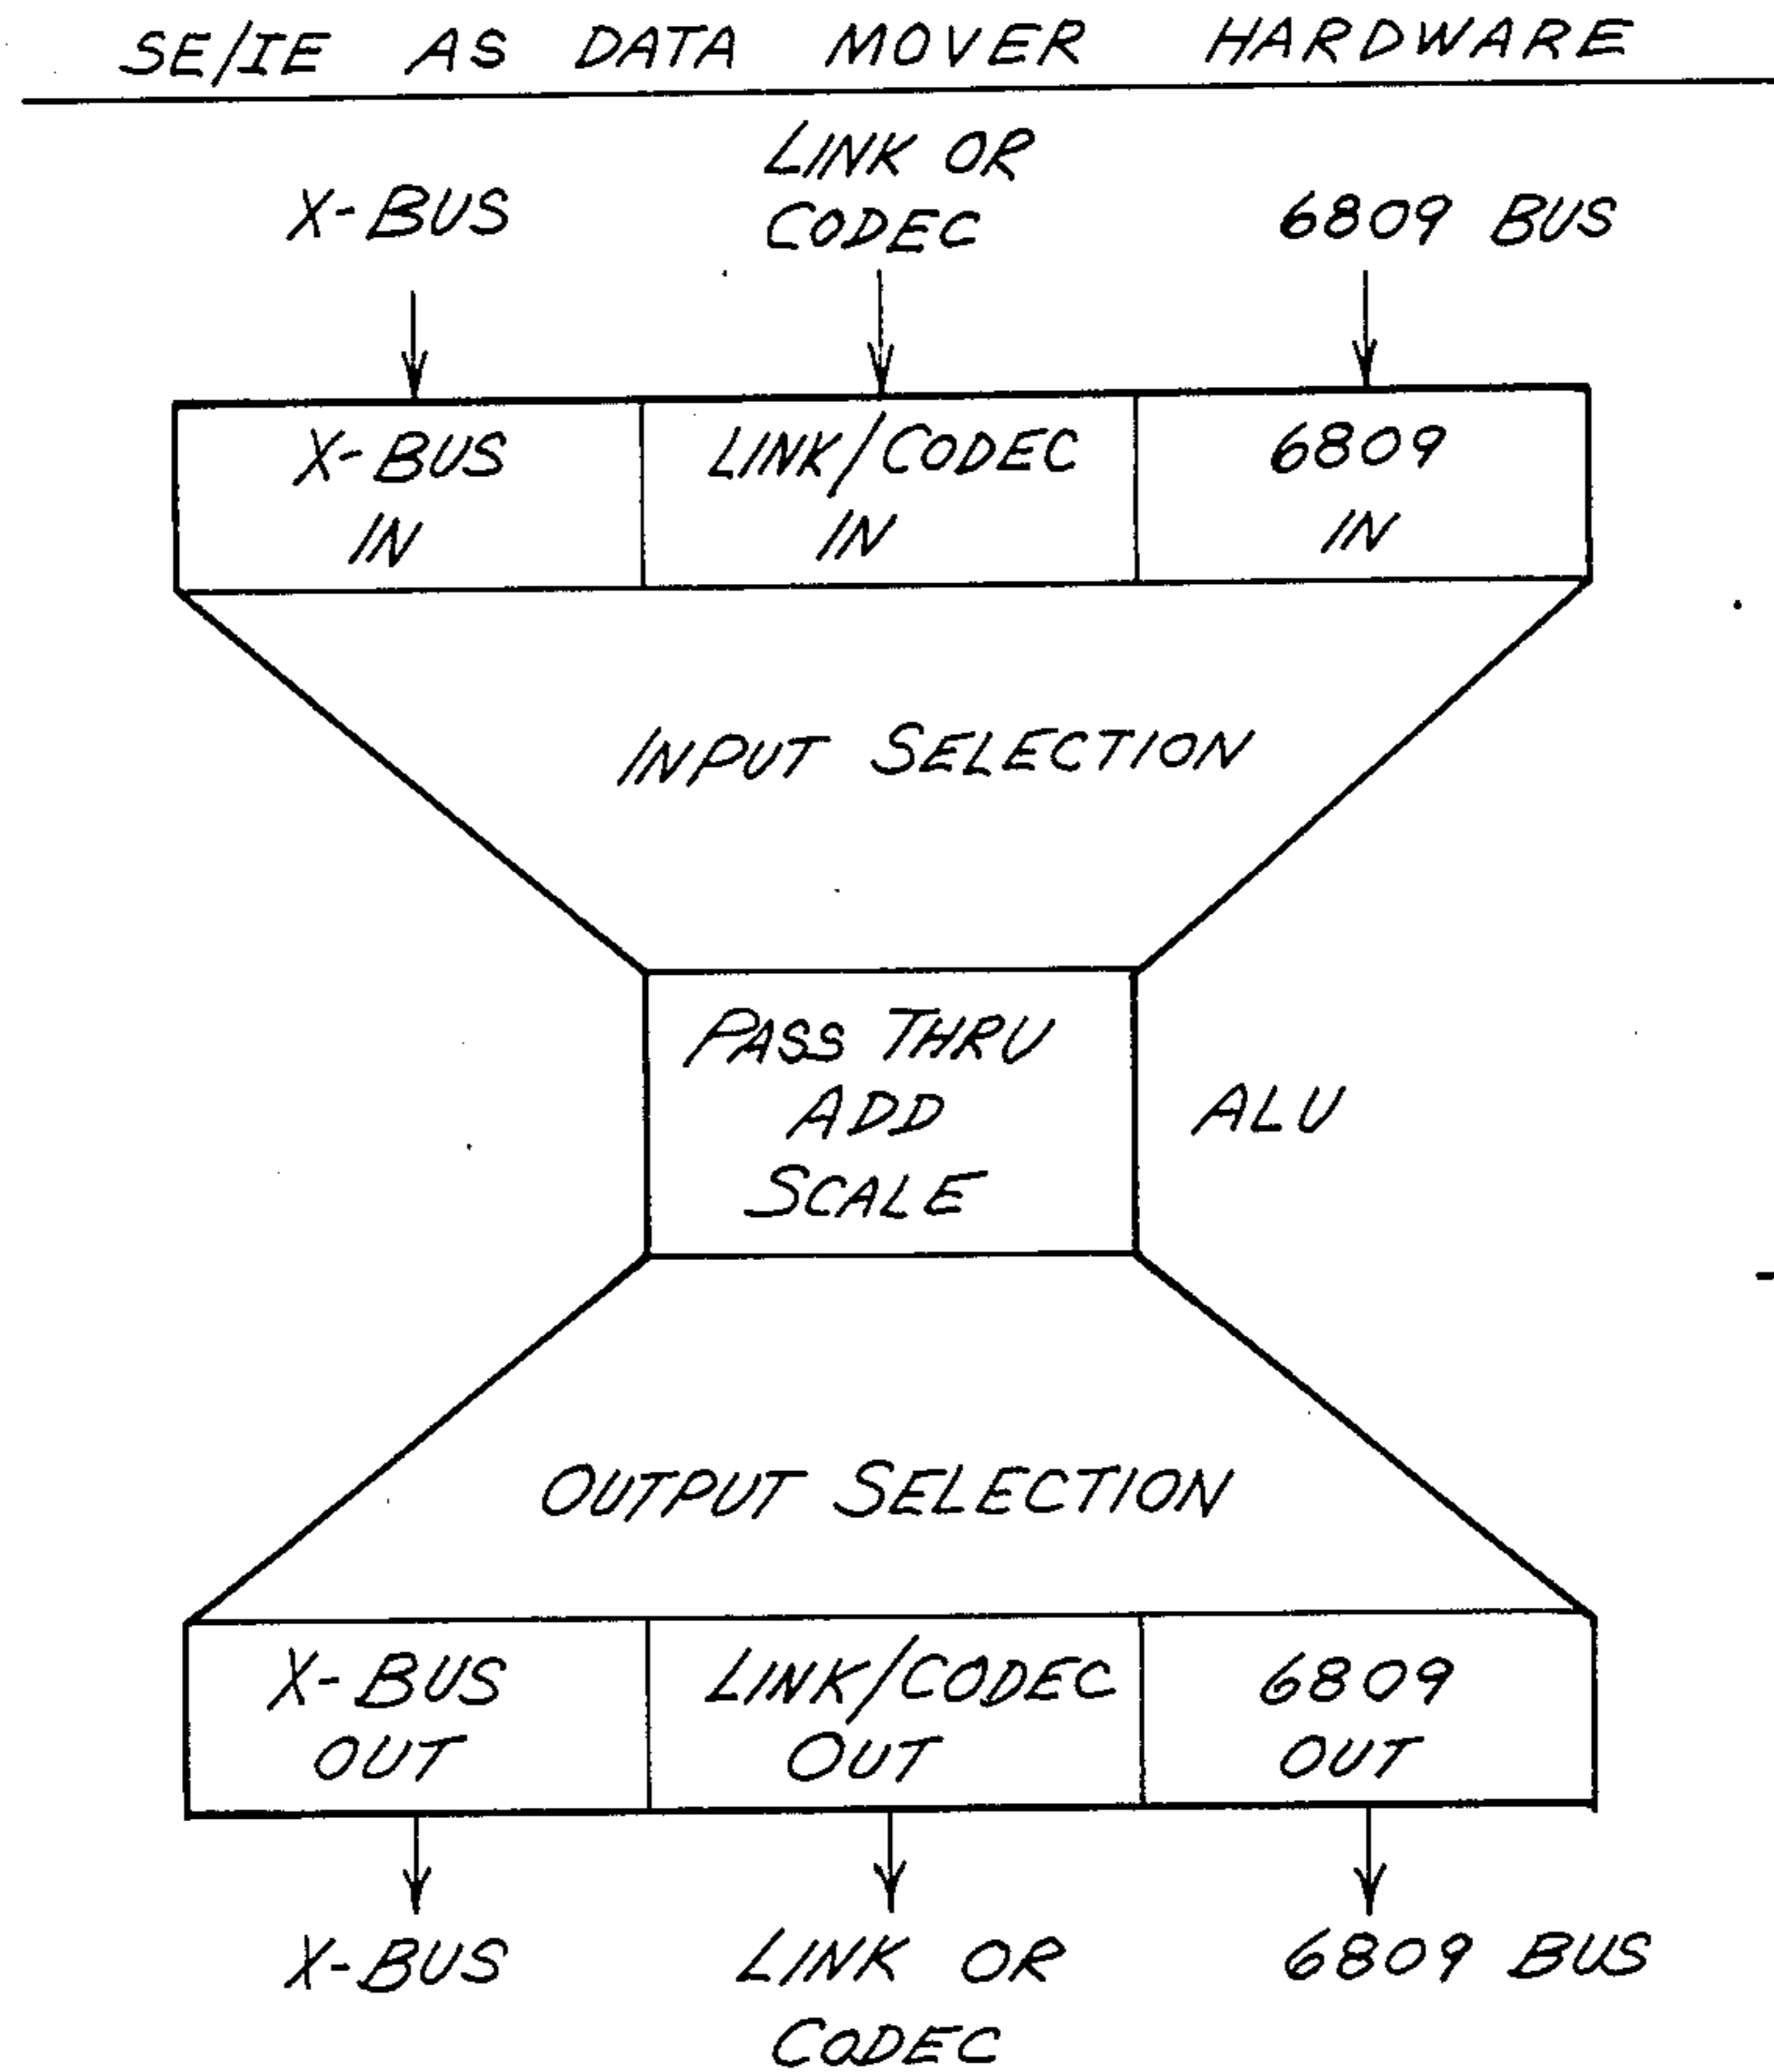 SE/IE AS DATA MOVER HARDWARE
X-BUS
LINK OR
CODEC
6809 BUS
X-BUS
IN
LINK/CODEC
IN
6809
IN
INPUT SELECTION
PASS THRU
ADD
SCALE
ALU
OUTPUT SELECTION
X-BUS
OUT
LINK/CODEC
OUT
6809
OUT
X-BUS
LINK OR
CODEC
6809 BUS